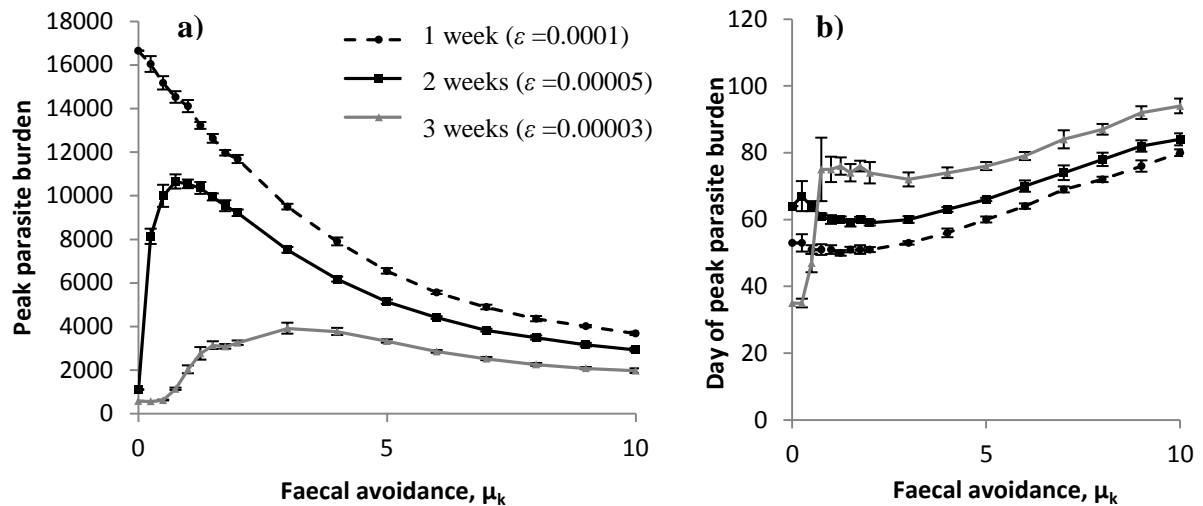 a)
1 week (ε =0.0001)
2 weeks (ε =0.00005)
3 weeks (ε =0.00003)
Peak parasite burden
18000
16000
14000
12000
10000
8000
6000
4000
2000
0
0
5
10
Faecal avoidance, μk
b)
Day of peak parasite burden
120
100
80
60
40
20
0
0
5
10
Faecal avoidance, μk